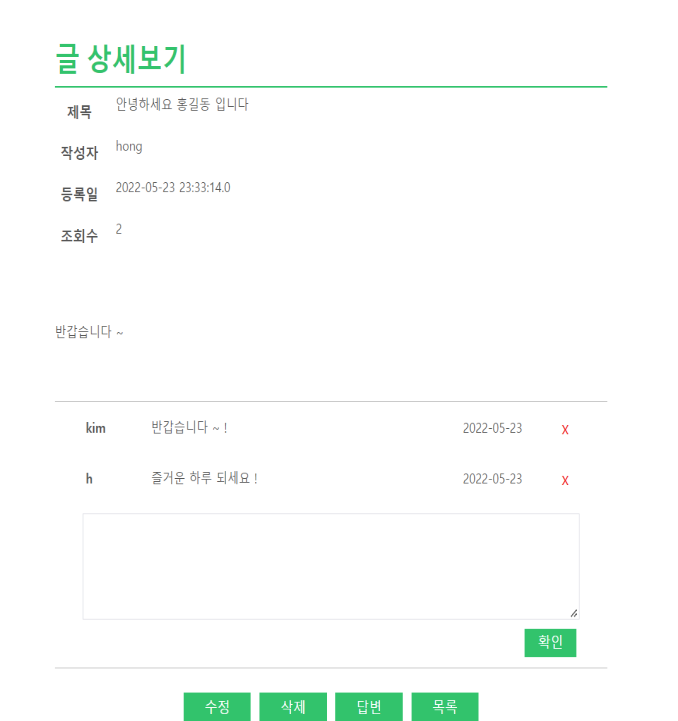 글 상세보기
제목 안녕하세요 홍길동 입니다
작성자 hong
등록일 2022-05-23 23:33:14.0
조회수 2
반갑습니다 ~
kim 반갑습니다 ~ ! 2022-05-23 X
h 즐거운 하루 되세요 ! 2022-05-23 X
확인
수정 삭제 답변 목록